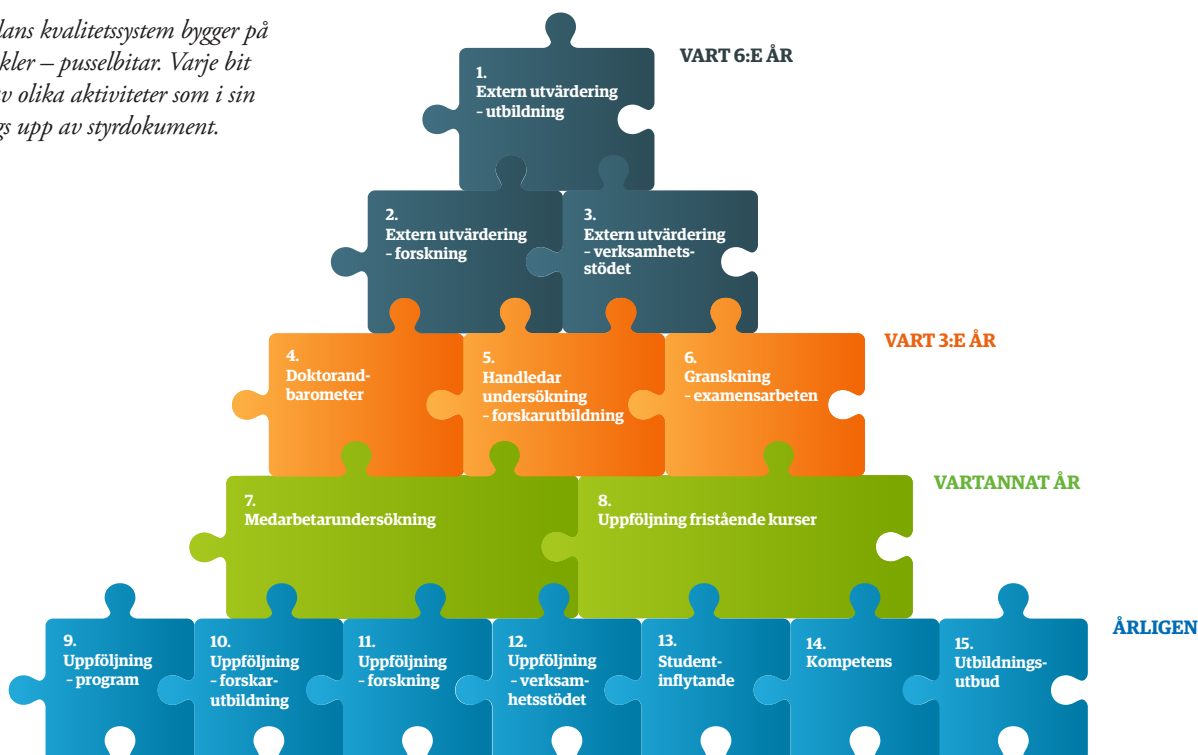 lans kvalitetssystem bygger på
kler – pusselbitar. Varje bit
v olika aktiviteter som i sin
gs upp av styrdokument.
VART 6:E ÅR
1.
Extern utvärdering
– utbildning
2.
Extern utvärdering
– forskning
3.
Extern utvärdering
– verksamhets-
stödet
VART 3:E ÅR
4.
Doktorand-
barometer
5.
Handledar
undersökning
– forskarutbildning
6.
Granskning
– examensarbeten
VARTANNAT ÅR
7.
Medarbetarundersökning
8.
Uppföljning fristående kurser
ÅRLIGEN
9.
Uppföljning
– program
10.
Uppföljning
– forskar-
utbildning
11.
Uppföljning
– forskning
12.
Uppföljning
– verksam-
hetsstödet
13.
Student-
inflytande
14.
Kompetens
15.
Utbildnings-
utbud